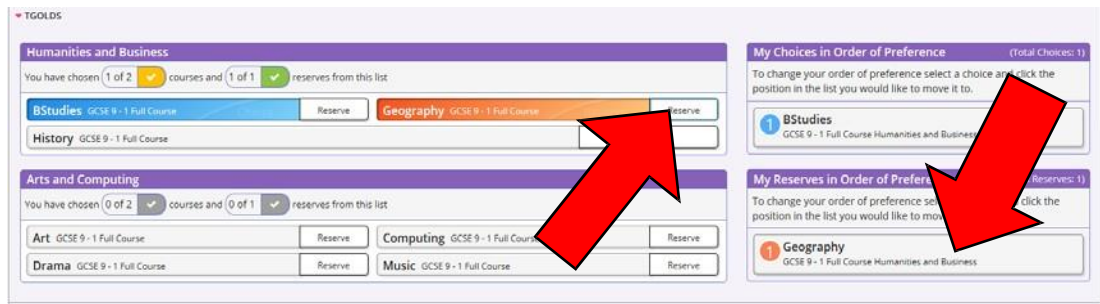 TGOLDS
Humanities and Business
You have chosen 1 of 2 courses and 1 of 1 reserves from this list
BStudies GCSE 9 - 1 Full Course Reserve Geography GCSE 9 - 1 Full Course Reserve
History GCSE 9 - 1 Full Course
Arts and Computing
You have chosen 0 of 2 courses and 0 of 1 reserves from this list
Art GCSE 9 - 1 Full Course Reserve Computing GCSE 9 - 1 Full Course Reserve
Drama GCSE 9 - 1 Full Course Reserve Music GCSE 9 - 1 Full Course Reserve
My Choices in Order of Preference (Total Choices: 1)
To change your order of preference select a choice and click the
position in the list you would like to move it to.
1 BStudies
GCSE 9 - 1 Full Course Humanities and Business
My Reserves in Order of Reserves: 1)
To change your order of preference click the
position in the list you would like to
1 Geography
GCSE 9 - 1 Full Course Humanities and Business